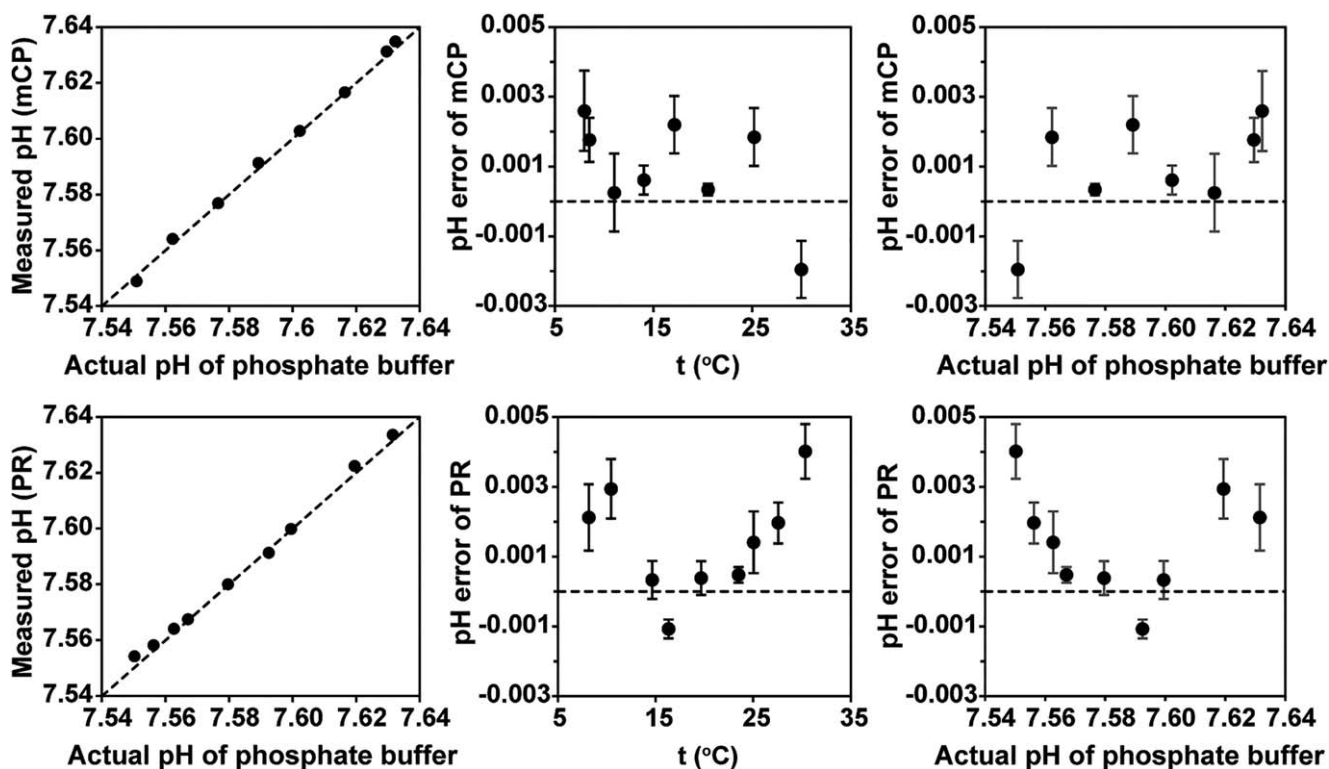 Measured pH (mCP)
7.64
7.62
7.60
7.58
7.56
7.54
7.54 7.56 7.58 7.6 7.62 7.64
Actual pH of phosphate buffer
pH error of mCP
0.005
0.003
0.001
-0.001
-0.003
5 15 25 35
t (°C)
pH error of mCP
0.005
0.003
0.001
-0.001
-0.003
7.54 7.56 7.58 7.60 7.62 7.64
Actual pH of phosphate buffer
Measured pH (PR)
7.64
7.62
7.60
7.58
7.56
7.54
7.54 7.56 7.58 7.60 7.62 7.64
Actual pH of phosphate buffer
pH error of PR
0.005
0.003
0.001
-0.001
-0.003
5 15 25 35
t (°C)
pH error of PR
0.005
0.003
0.001
-0.001
-0.003
7.54 7.56 7.58 7.60 7.62 7.64
Actual pH of phosphate buffer